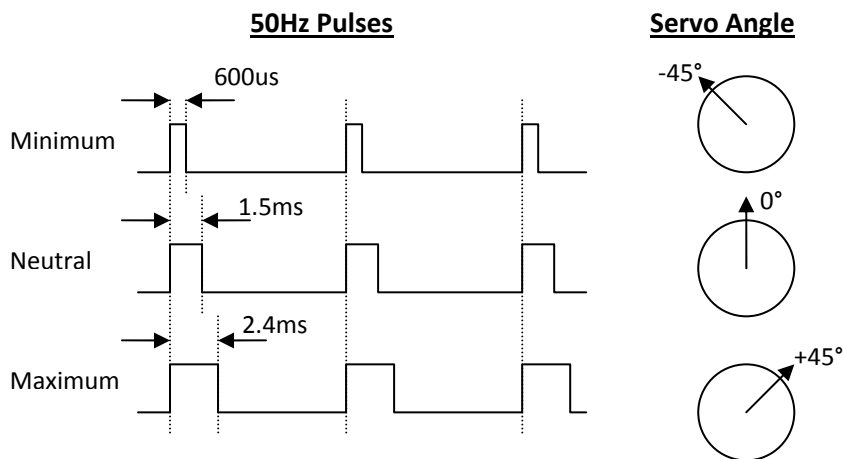 50Hz Pulses
Servo Angle
600us
-45°
Minimum
1.5ms
0°
Neutral
2.4ms
+45°
Maximum